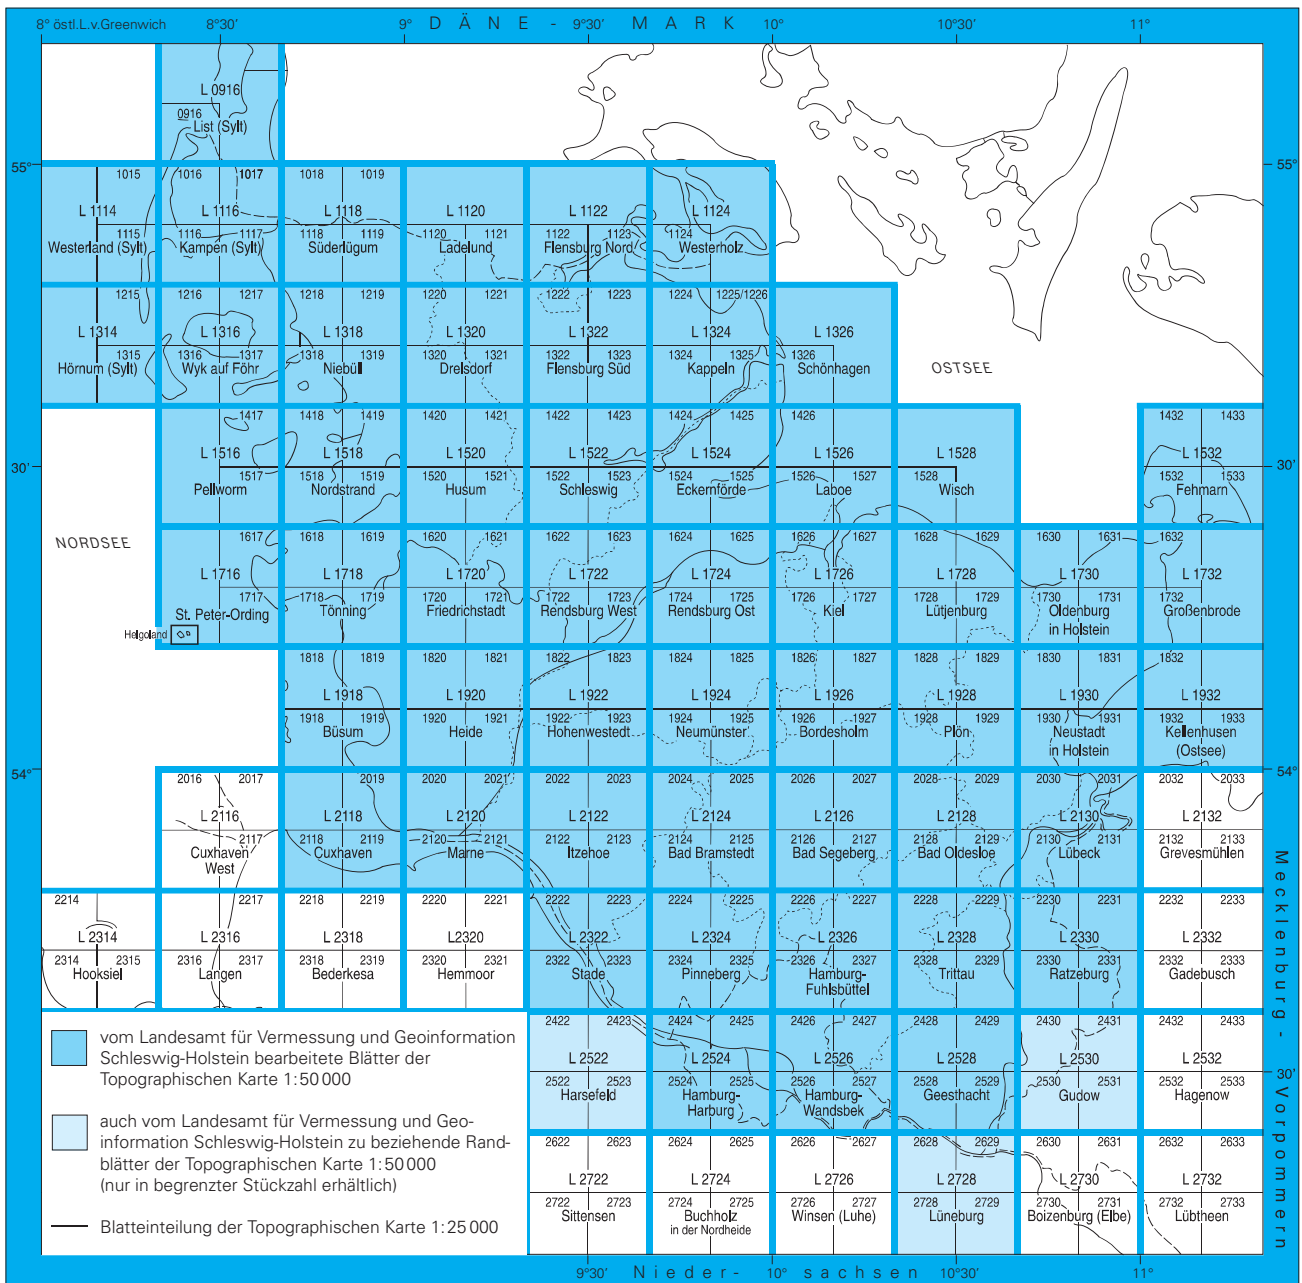 8° östl.L.v.Greenwich 8°30' 9° DÄNE- 9°30' MARK 10° 10°30' 11°
L 0916
0916
List (Sylt)
55° 55°
1015 1016 1017 1018 1019
L 1114 L 1116 L 1118 L 1120 L 1122 L 1124
1115 1116 1117 1118 1119 1120 1121 1122 1123 1124
Westerland (Sylt) Kampen (Sylt) Süderlügum Ladelund Flensburg Nord Westerholz
1215 1216 1217 1218 1219 1220 1221 1222 1223 1224 1225/1226
L 1314 L 1316 L 1318 L 1320 L 1322 L 1324 L 1326
1315 1316 1317 1318 1319 1320 1321 1322 1323 1324 1325 1326
Hörnum (Sylt) Wyk auf Föhr Niebüll Drelsdorf Flensburg Süd Kappeln Schönhagen
OSTSEE
1417 1418 1419 1420 1421 1422 1423 1424 1425 1426 1432 1433
L 1516 L 1518 L 1520 L 1522 L 1524 L 1526 L 1528 L 1532
30' 30'
1517 1518 1519 1520 1521 1522 1523 1524 1525 1526 1527 1528 1532 1533
Pellworm Nordstrand Husum Schleswig Eckernförde Laboe Wisch Fehmarn
NORDSEE
1617 1618 1619 1620 1621 1622 1623 1624 1625 1626 1627 1628 1629 1630 1631 1632
L 1716 L 1718 L 1720 L 1722 L 1724 L 1726 L 1728 L 1730 L 1732
1717 1718 1719 1720 1721 1722 1723 1724 1725 1726 1727 1728 1729 1730 1731 1732
St. Peter-Ording Tönning Friedrichstadt Rendsburg West Rendsburg Ost Kiel Lütjenburg Oldenburg Großenbrode
in Holstein
Helgoland
1818 1819 1820 1821 1822 1823 1824 1825 1826 1827 1828 1829 1830 1831 1832
L 1918 L 1920 L 1922 L 1924 L 1926 L 1928 L 1930 L 1932
1918 1919 1920 1921 1922 1923 1924 1925 1926 1927 1928 1929 1930 1931 1932 1933
Büsum Heide Hohenwestedt Neumünster Bordesholm Plön Neustadt Kellenhusen
in Holstein (Ostsee)
54° 54°
2016 2017 2019 2020 2021 2022 2023 2024 2025 2026 2027 2028 2029 2030 2031 2032 2033
L 2116 L 2118 L 2120 L 2122 L 2124 L 2126 L 2128 L 2130 L 2132
2117 2118 2119 2120 2121 2122 2123 2124 2125 2126 2127 2128 2129 2130 2131 2132 2133
Cuxhaven Cuxhaven Marne Itzehoe Bad Bramstedt Bad Segeberg Bad Oldesloe Lübeck Grevesmühlen
West
2214 2217 2218 2219 2220 2221 2222 2223 2224 2225 2226 2227 2228 2229 2230 2231 2232 2233
L 2314 L 2316 L 2318 L2320 L 2322 L 2324 L 2326 L 2328 L 2330 L 2332
2314 2315 2316 2317 2318 2319 2320 2321 2322 2323 2324 2325 2326 2327 2328 2329 2330 2331 2332 2333
Hooksiel Langen Bederkesa Hemmoor Stade Pinneberg Hamburg- Trittau Ratzeburg Gadebusch
Fuhlsbüttel
2422 2423 2424 2425 2426 2427 2428 2429 2430 2431 2432 2433
L 2522 L 2524 L 2526 L 2528 L 2530 L 2532
30'
2522 2523 2524 2525 2526 2527 2528 2529 2530 2531 2532 2533
Harsefeld Hamburg- Hamburg- Geesthacht Gudow Hagenow
Harburg Wandsbek
2622 2623 2624 2625 2626 2627 2628 2629 2630 2631 2632 2633
L 2722 L 2724 L 2726 L 2728 L 2730 L 2732
2722 2723 2724 2725 2726 2727 2728 2729 2730 2731 2732 2733
Sittensen Buchholz Winsen (Luhe) Lüneburg Boizenburg (Elbe) Lübtheen
in der Nordheide
vom Landesamt für Vermessung und Geoinformation
Schleswig-Holstein bearbeitete Blätter der
Topographischen Karte 1:50 000
auch vom Landesamt für Vermessung und Geo-
information Schleswig-Holstein zu beziehende Rand-
blätter der Topographischen Karte 1:50 000
(nur in begrenzter Stückzahl erhältlich)
Blatteinteilung der Topographischen Karte 1:25 000
Mecklenburg-Vorpommern
9°30' Nieder- 10° sachsen 10°30' 11°